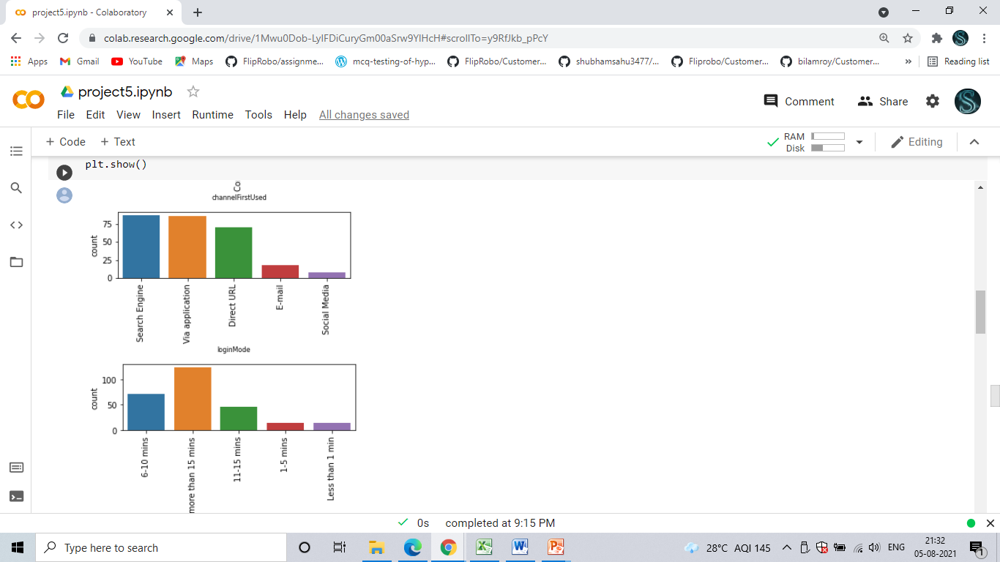 project5.ipynb - Colaboratory
colab.research.google.com/drive/1Mwu0Dob-LyIFDiCuryGm00aSrw9YlHcH#scrollTo=y9RfJkb_pPcY
Apps Gmail YouTube Maps FlipRobo/assignme... mcq-testing-of-hyp... FlipRobo/Customer... shubhamsahu3477/... Fliprobo/Customer... bilamroy/Customer... » Reading list
project5.ipynb
Comment Share
File Edit View Insert Runtime Tools Help All changes saved
+ Code + Text
RAM
Disk
Editing
plt.show()
Co
channelFirstUsed
count
75
50
25
0
Search Engine
Via application
Direct URL
E-mail
Social Media
loginMode
count
100
50
0
6-10 mins
more than 15 mins
11-15 mins
1-5 mins
Less than 1 min
0s completed at 9:15 PM
Type here to search
28°C AQI 145
ENG
21:32
05-08-2021
1